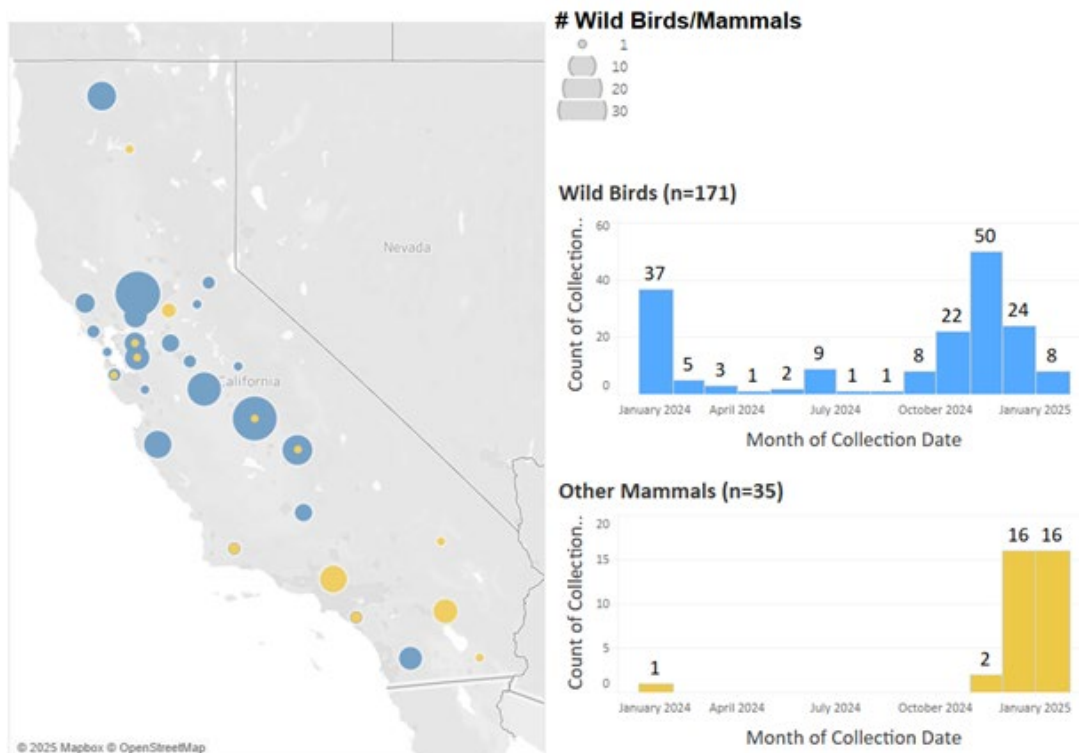 # Wild Birds/Mammals
1
10
20
30
Nevada
California
© 2025 Mapbox © OpenStreetMap
Wild Birds (n=171)
Count of Collection..
60
40
20
0
37
5
3
1
2
9
1
1
8
22
50
24
8
January 2024
April 2024
July 2024
October 2024
January 2025
Month of Collection Date
Other Mammals (n=35)
Count of Collection..
20
15
10
5
0
1
2
16
16
January 2024
April 2024
July 2024
October 2024
January 2025
Month of Collection Date